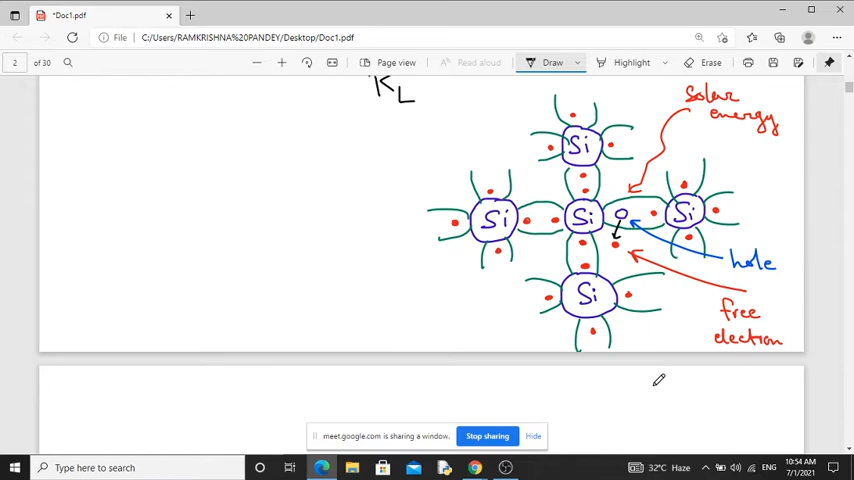 *Doc1.pdf
File
C:/Users/RAMKRISHNA%20PANDEY/Desktop/Doc1.pdf
2
of 30
Page view
Read aloud
Draw
Highlight
Erase
KL
Solar
energy
Si
Si
Si
Si
hole
Si
free
electron
meet.google.com is sharing a window.
Stop sharing
Hide
Type here to search
32°C Haze
ENG
10:54 AM
7/1/2021